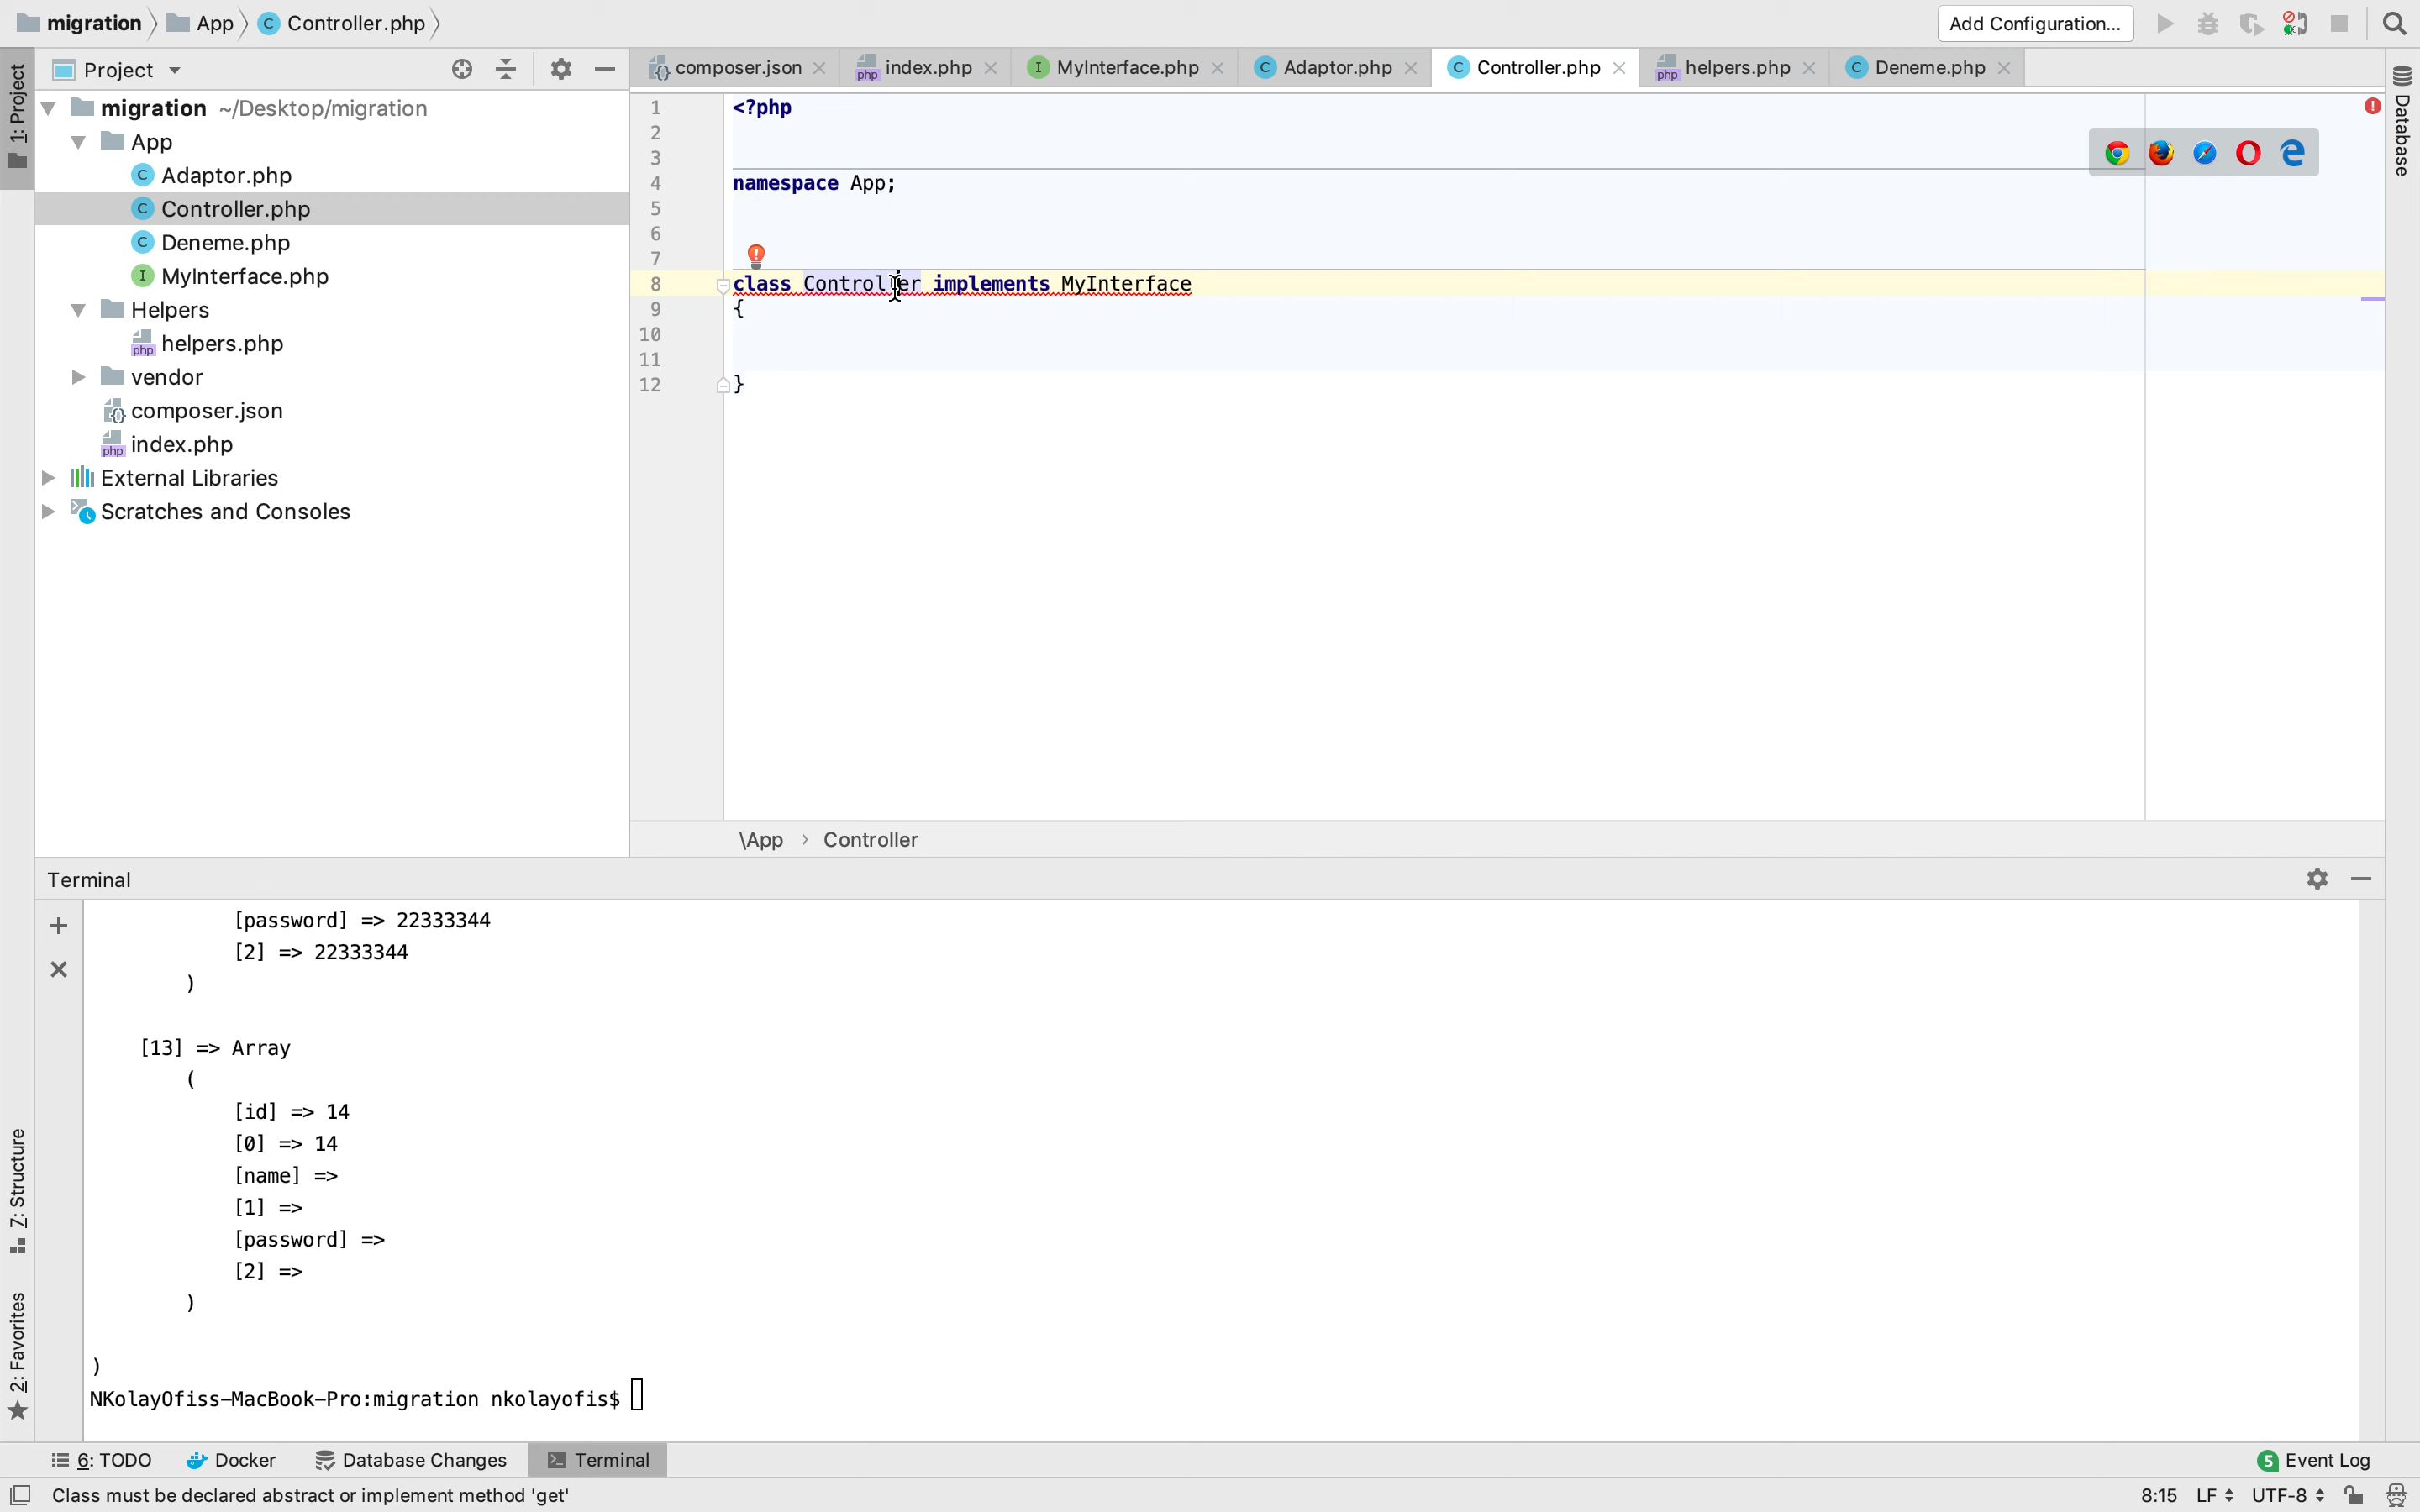 migration App Controller.php Add Configuration...
1: Project
Project
composer.json index.php MyInterface.php Adaptor.php Controller.php helpers.php Deneme.php
Database
migration ~/Desktop/migration
App
Adaptor.php
Controller.php
Deneme.php
MyInterface.php
Helpers
helpers.php
vendor
composer.json
index.php
External Libraries
Scratches and Consoles
1 <?php
2
3
4 namespace App;
5
6
7
8 class Controller implements MyInterface
9 {
10
11
12 }
\App › Controller
Terminal
[password] => 22333344
[2] => 22333344
)
[13] => Array
(
[id] => 14
[0] => 14
[name] =>
[1] =>
[password] =>
[2] =>
)
)
NKolayOfiss-MacBook-Pro:migration nkolayofis$
7: Structure
2: Favorites
6: TODO Docker Database Changes Terminal 5 Event Log
Class must be declared abstract or implement method 'get' 8:15 LF UTF-8